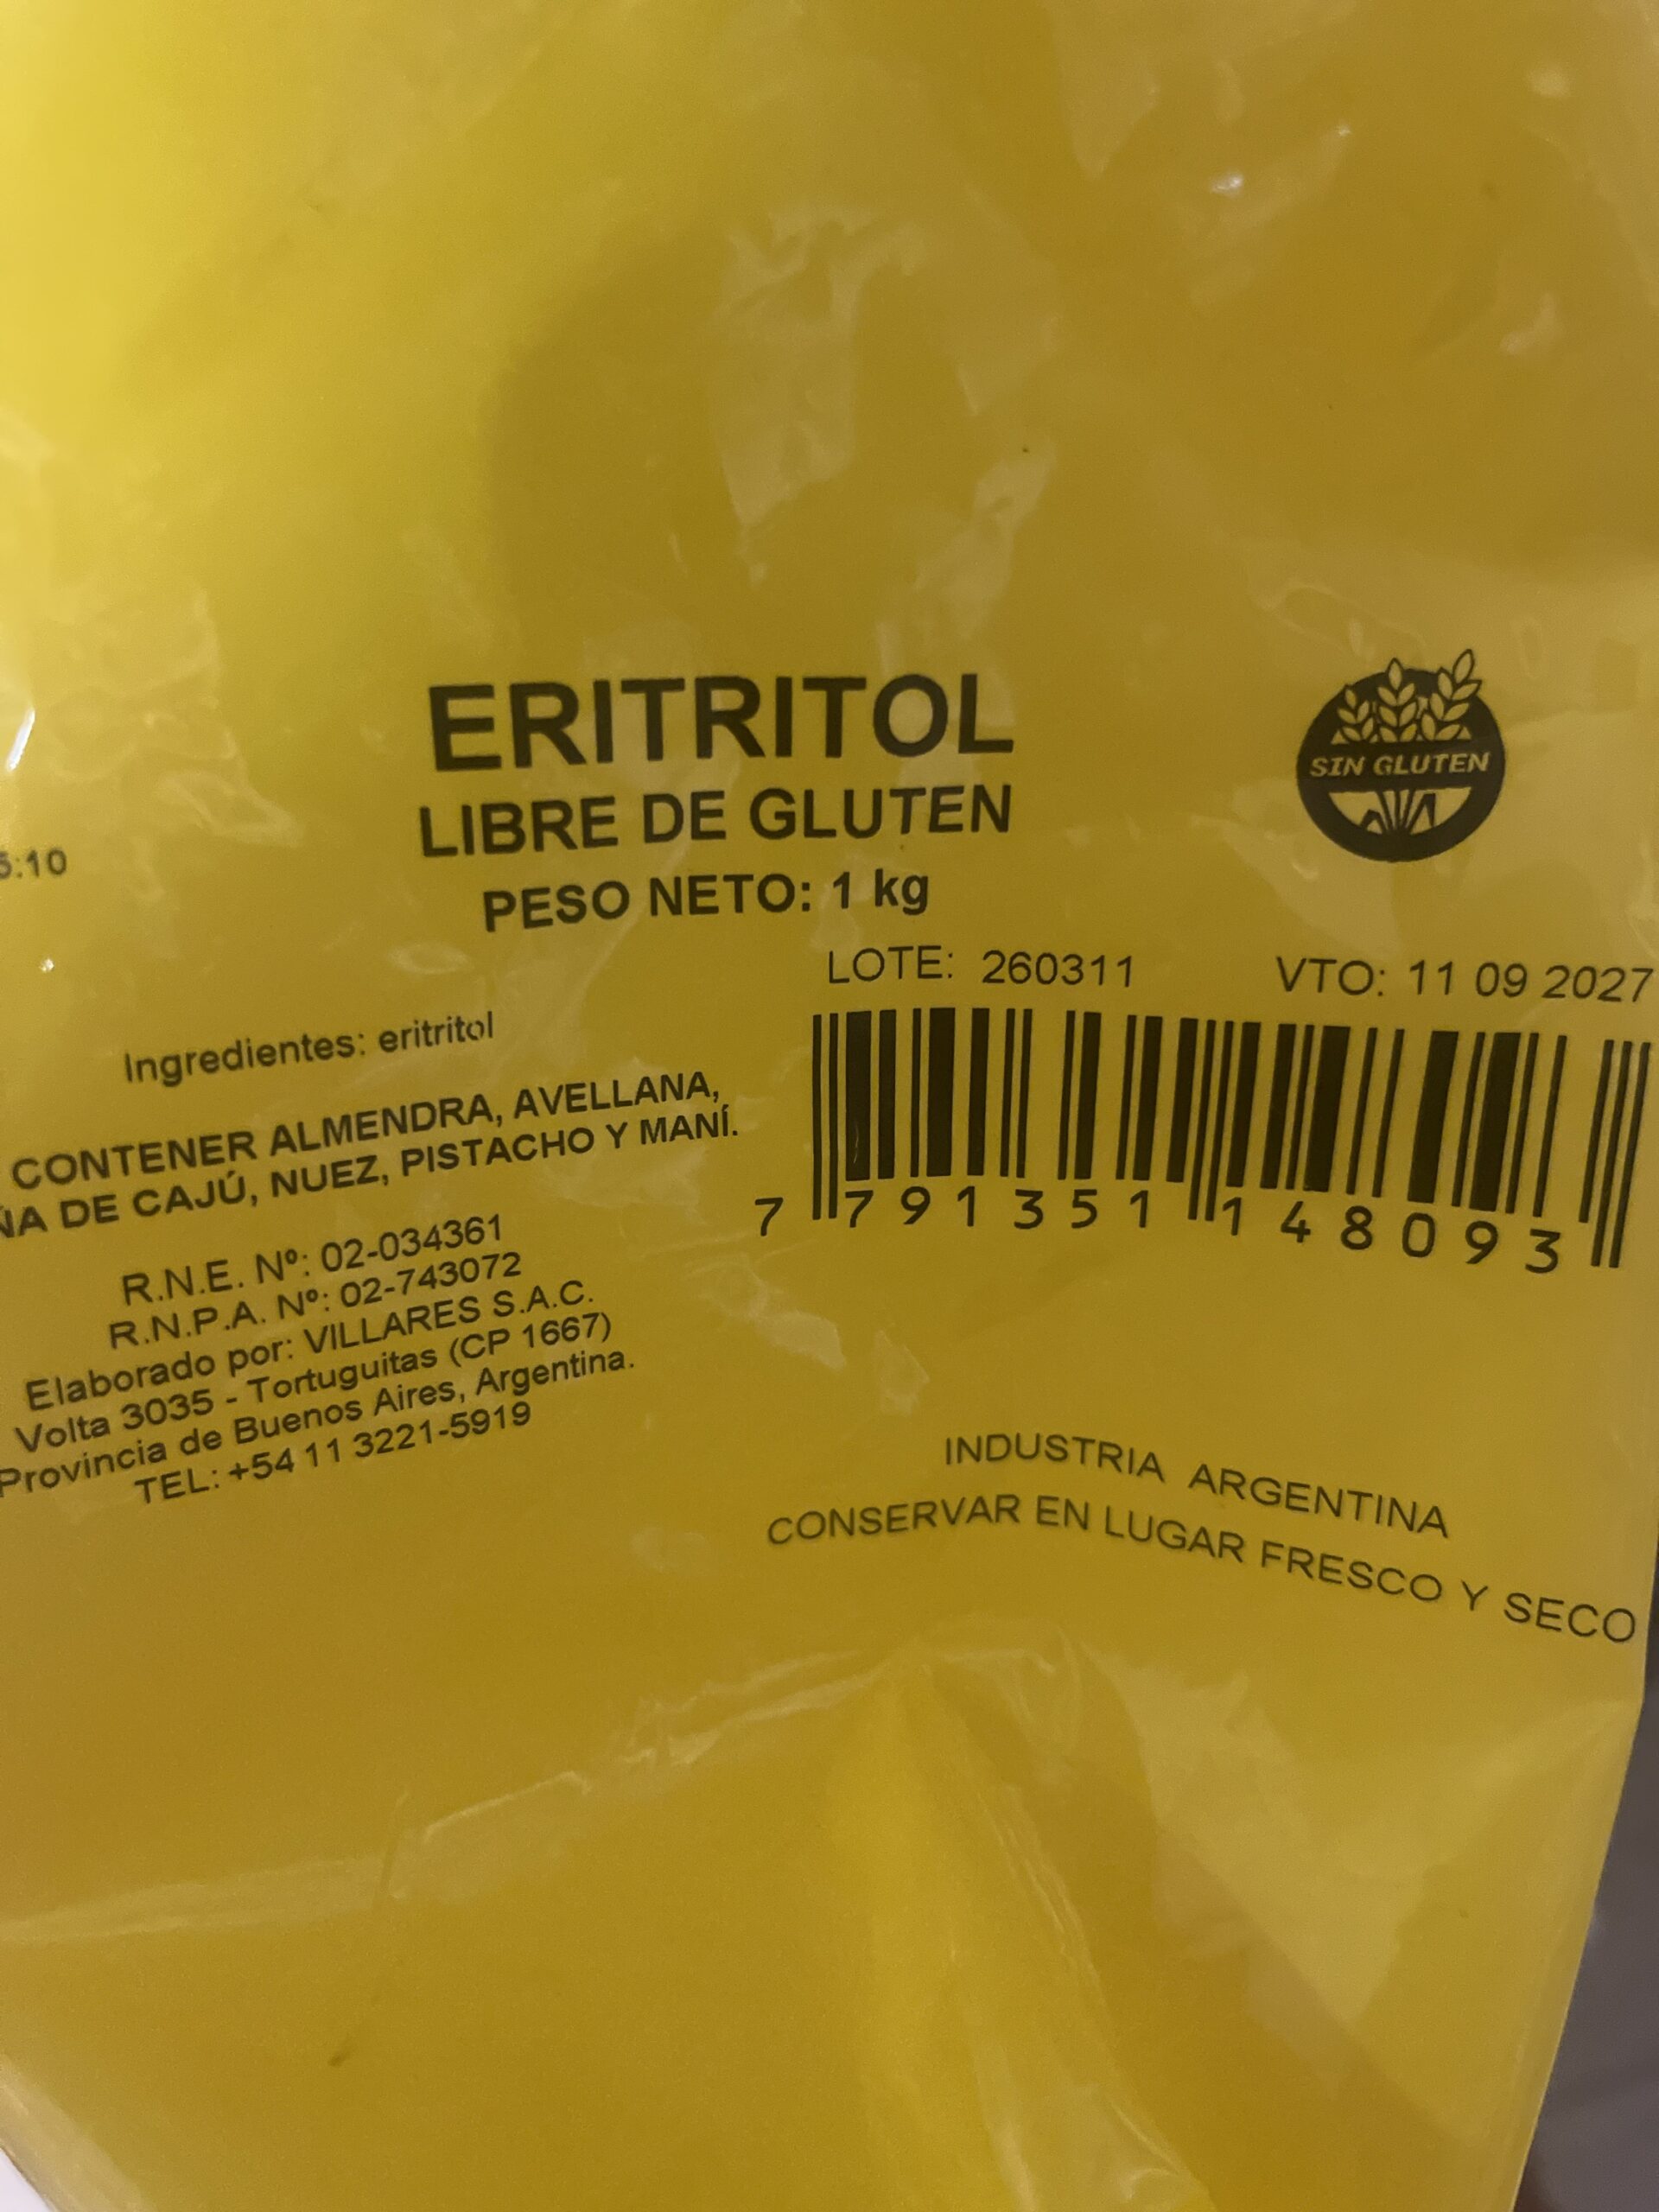 ERITRITOL
LIBRE DE GLUTEN
PESO NETO: 1 kg
SIN GLUTEN
5:10
LOTE: 260311 VTO: 11 09 2027
Ingredientes: eritritol
CONTENER ALMENDRA, AVELLANA,
DE CAJÚ, NUEZ, PISTACHO Y MANÍ.
7 791351 148093
R.N.E. Nº: 02-034361
R.N.P.A. Nº: 02-743072
Elaborado por: VILLARES S.A.C.
Volta 3035 - Tortuguitas (CP 1667)
Provincia de Buenos Aires, Argentina.
TEL: +54 11 3221-5919
INDUSTRIA ARGENTINA
CONSERVAR EN LUGAR FRESCO Y SECO